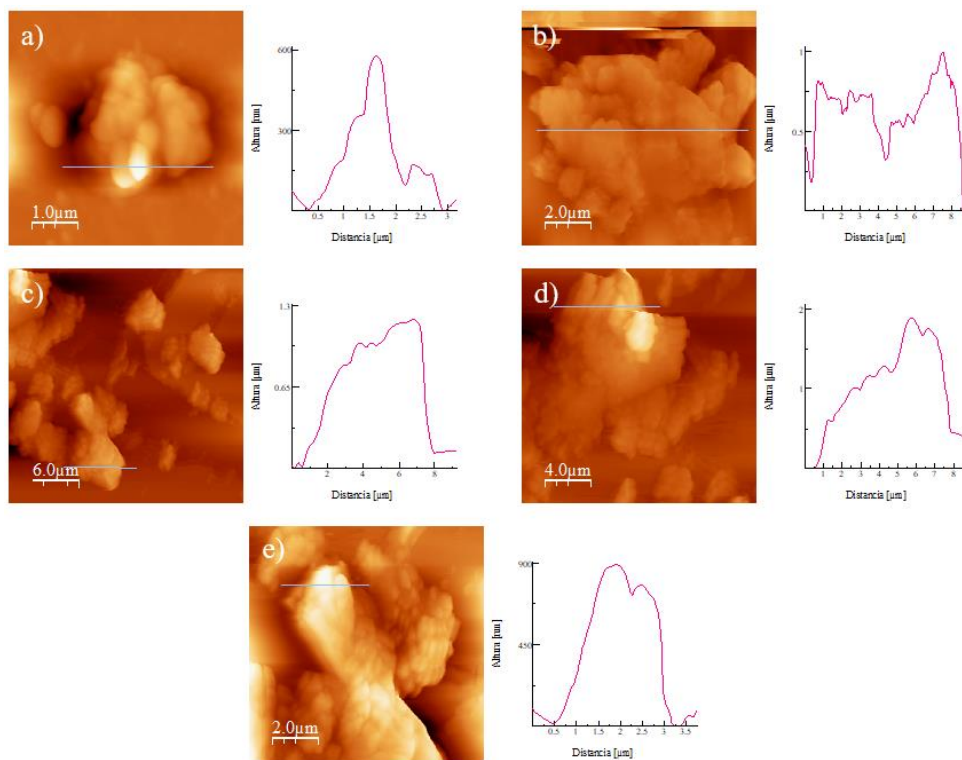 a)
1.0µm
Altura [nm]
600
300
0.5 1 1.5 2 2.5 3
Distancia [µm]
b)
2.0µm
Altura [µm]
1
0.5
1 2 3 4 5 6 7 8
Distancia [µm]
c)
6.0µm
Altura [µm]
1.3
0.65
2 4 6 8
Distancia [µm]
d)
4.0µm
Altura [µm]
2
1
1 2 3 4 5 6 7 8
Distancia [µm]
e)
2.0µm
Altura [nm]
900
450
0.5 1 1.5 2 2.5 3 3.5
Distancia [µm]